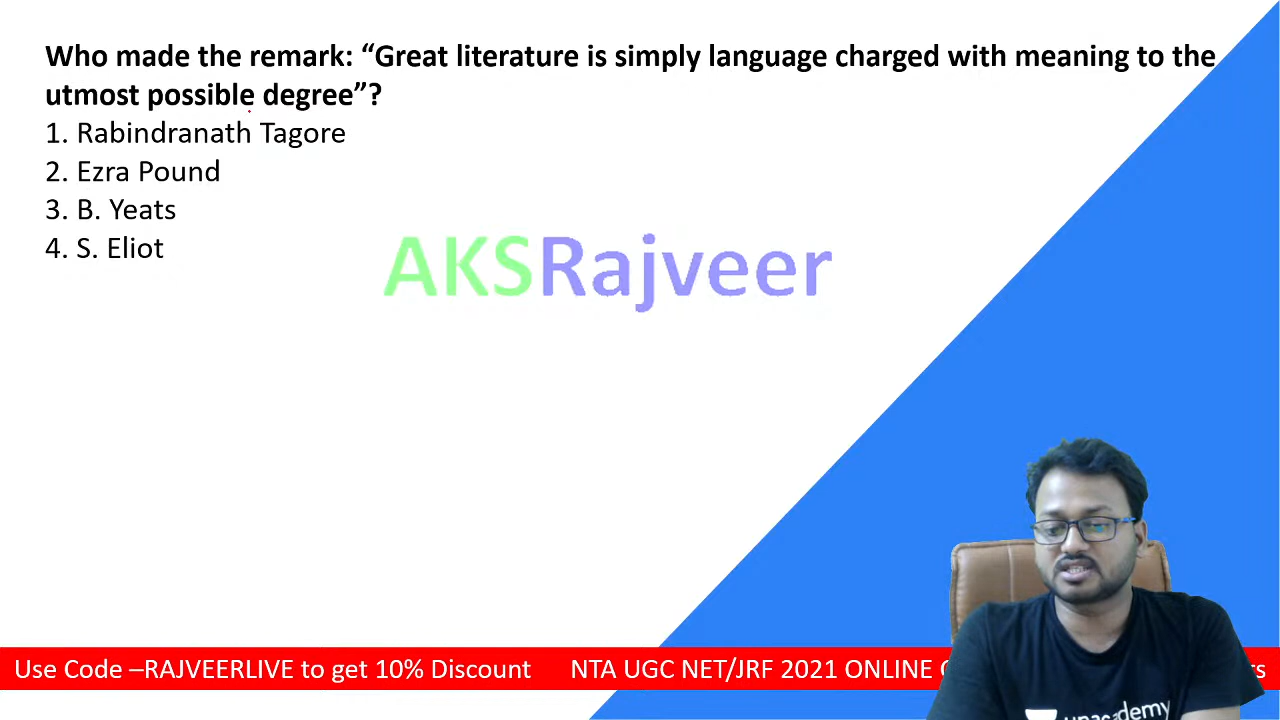 Who made the remark: “Great literature is simply language charged with meaning to the
utmost possible degree”?
1. Rabindranath Tagore
2. Ezra Pound
3. B. Yeats
4. S. Eliot
AKSRajveer
Use Code –RAJVEERLIVE to get 10% Discount NTA UGC NET/JRF 2021 ONLINE
unacademy